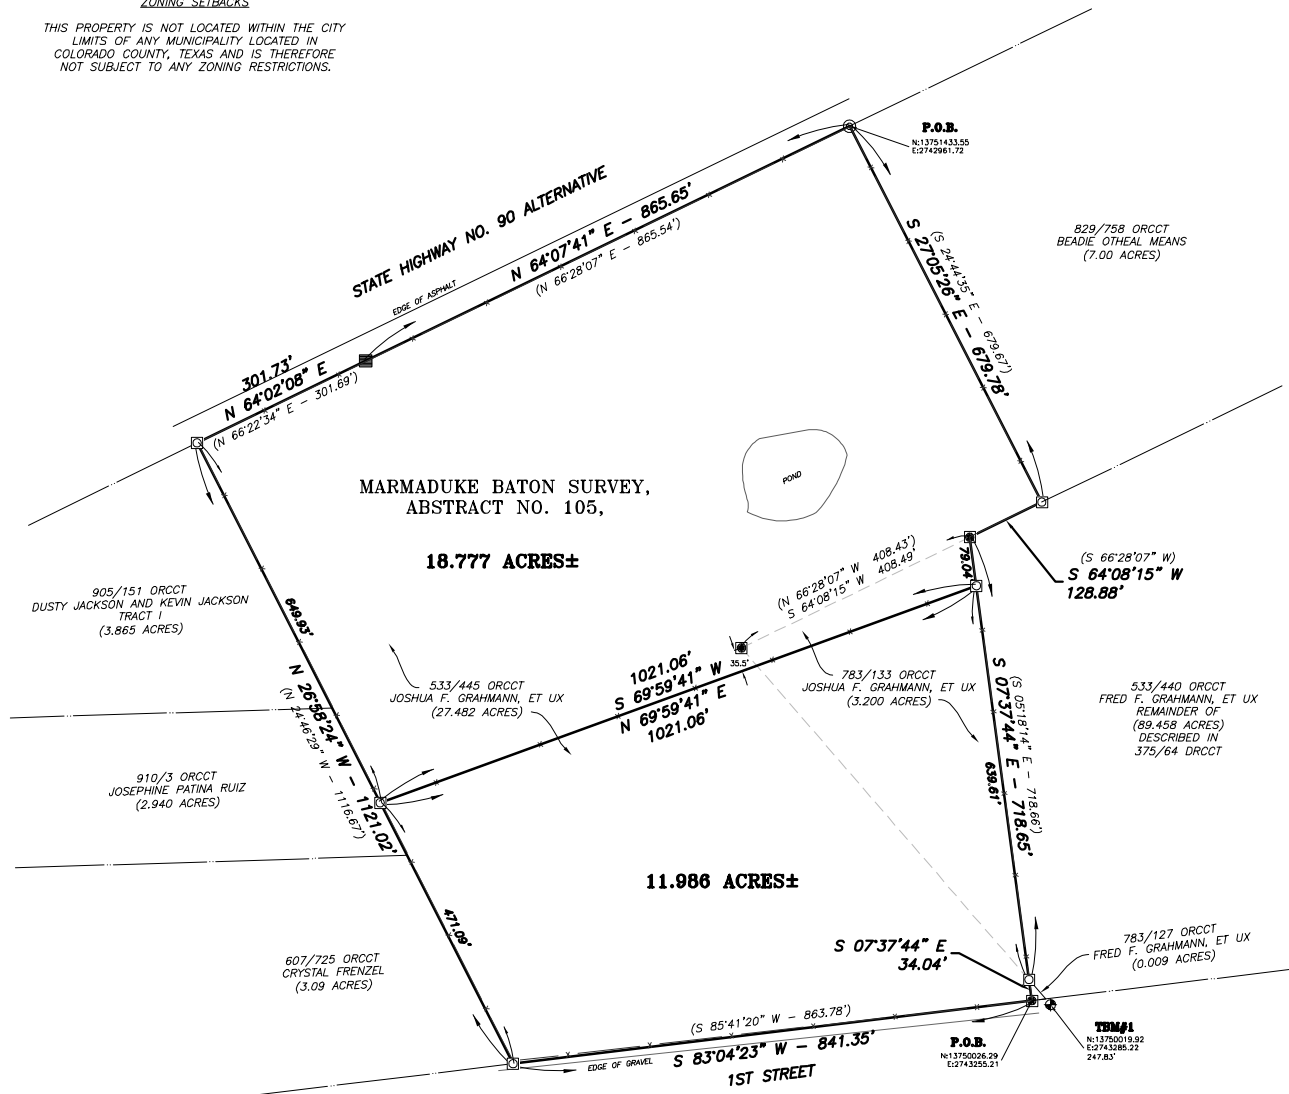 ZONING SETBACKS
THIS PROPERTY IS NOT LOCATED WITHIN THE CITY
LIMITS OF ANY MUNICIPALITY LOCATED IN
COLORADO COUNTY, TEXAS AND IS THEREFORE
NOT SUBJECT TO ANY ZONING RESTRICTIONS.
P.O.B.
N:13751433.55
E:2742961.72
STATE HIGHWAY NO. 90 ALTERNATIVE
N 64°07'41" E - 865.65'
(N 66°28'07" E - 865.54')
EDGE OF ASPHALT
301.73'
N 64°02'08" E
(N 66°22'34" E - 301.69')
829/758 ORCCT
BEADIE OTHEAL MEANS
(7.00 ACRES)
(S 24°44'35" E - 679.67')
S 27°05'26" E - 679.78'
POND
MARMADUKE BATON SURVEY,
ABSTRACT NO. 105,
18.777 ACRES±
(S 66°28'07" W)
S 64°08'15" W
128.88'
79.04'
(N 66°28'07" W 408.43')
S 64°08'15" W 408.49'
905/151 ORCCT
DUSTY JACKSON AND KEVIN JACKSON
TRACT I
(3.865 ACRES)
649.93'
N 26°58'24" W - 1121.02'
(N 24°46'29" W - 1116.67')
533/445 ORCCT
JOSHUA F. GRAHMANN, ET UX
(27.482 ACRES)
1021.06'
S 69°59'41" W
N 69°59'41" E
1021.06'
35.5'
783/133 ORCCT
JOSHUA F. GRAHMANN, ET UX
(3.200 ACRES)
(S 05°18'14" E - 718.66')
S 07°37'44" E - 718.65'
639.61'
533/440 ORCCT
FRED F. GRAHMANN, ET UX
REMAINDER OF
(89.458 ACRES)
DESCRIBED IN
375/64 DRCCT
910/3 ORCCT
JOSEPHINE PATINA RUIZ
(2.940 ACRES)
11.986 ACRES±
471.09'
607/725 ORCCT
CRYSTAL FRENZEL
(3.09 ACRES)
S 07°37'44" E
34.04'
783/127 ORCCT
FRED F. GRAHMANN, ET UX
(0.009 ACRES)
(S 85°41'20" W - 863.78')
S 83°04'23" W - 841.35'
EDGE OF GRAVEL
1ST STREET
P.O.B.
N:13750026.29
E:2743255.21
TBM#1
N:13750019.92
E:2743285.22
247.83'